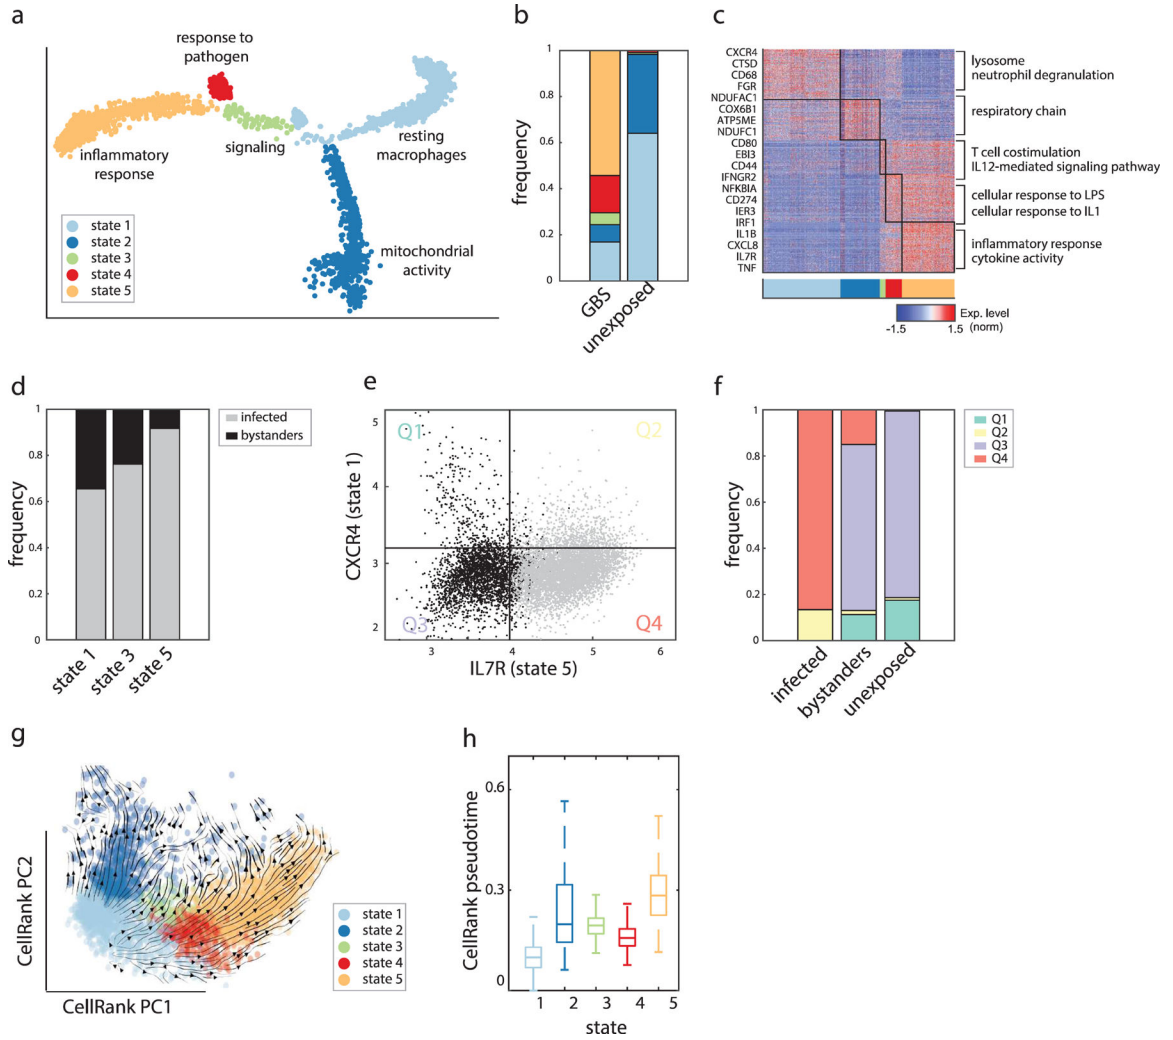 a
response to
pathogen
inflammatory
response
signaling
resting
macrophages
mitochondrial
activity
state 1
state 2
state 3
state 4
state 5
b
frequency
1
0.8
0.6
0.4
0.2
0
GBS
unexposed
c
CXCR4
CTSD
CD68
FGR
NDUFAC1
COX6B1
ATP5ME
NDUFC1
CD80
EBI3
CD44
IFNGR2
NFKBIA
CD274
IER3
IRF1
IL1B
CXCL8
IL7R
TNF
lysosome
neutrophil degranulation
respiratory chain
T cell costimulation
IL12-mediated signaling pathway
cellular response to LPS
cellular response to IL1
inflammatory response
cytokine activity
Exp. level
(norm)
-1.5
1.5
d
frequency
1
0.8
0.6
0.4
0.2
0
state 1
state 3
state 5
infected
bystanders
e
CXCR4 (state 1)
5
4
3
2
Q1
Q2
Q3
Q4
3
4
5
6
IL7R (state 5)
f
frequency
1
0.8
0.6
0.4
0.2
0
infected
bystanders
unexposed
Q1
Q2
Q3
Q4
g
CellRank PC2
CellRank PC1
state 1
state 2
state 3
state 4
state 5
h
CellRank pseudotime
0.6
0.3
0
1
2
3
4
5
state